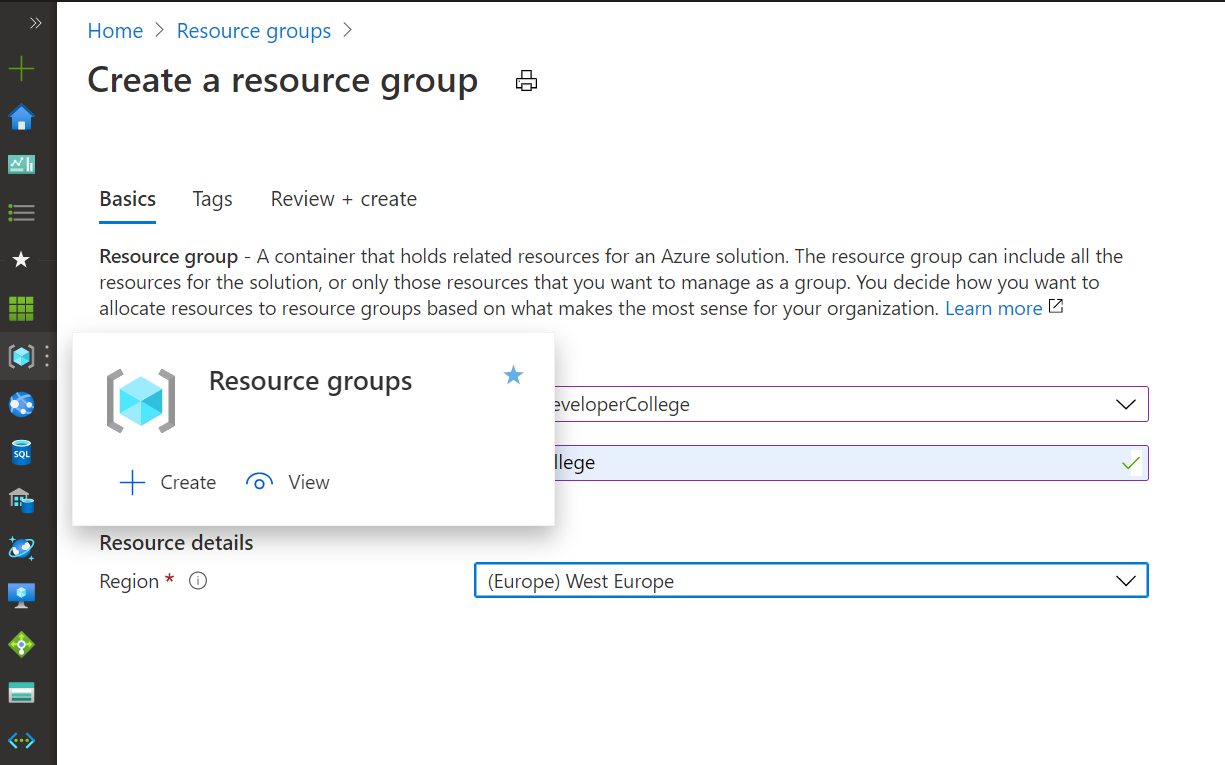 Home > Resource groups >
Create a resource group
Basics Tags Review + create
Resource group - A container that holds related resources for an Azure solution. The resource group can include all the
resources for the solution, or only those resources that you want to manage as a group. You decide how you want to
allocate resources to resource groups based on what makes the most sense for your organization. Learn more
Resource groups
eveloperCollege
llege
Create View
Resource details
Region * (Europe) West Europe
SQL